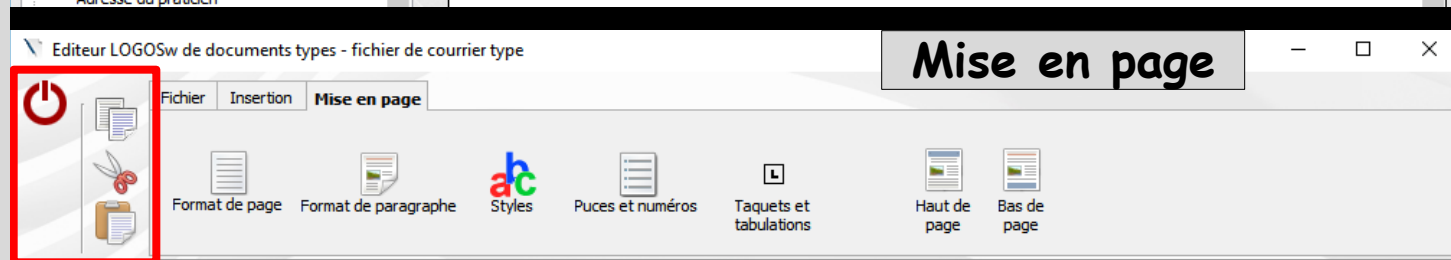 Adresse du praticien
Editeur LOGOSw de documents types - fichier de courrier type
Mise en page
Fichier Insertion Mise en page
abc
Format de page Format de paragraphe Styles Puces et numéros Taquets et tabulations Haut de page Bas de page